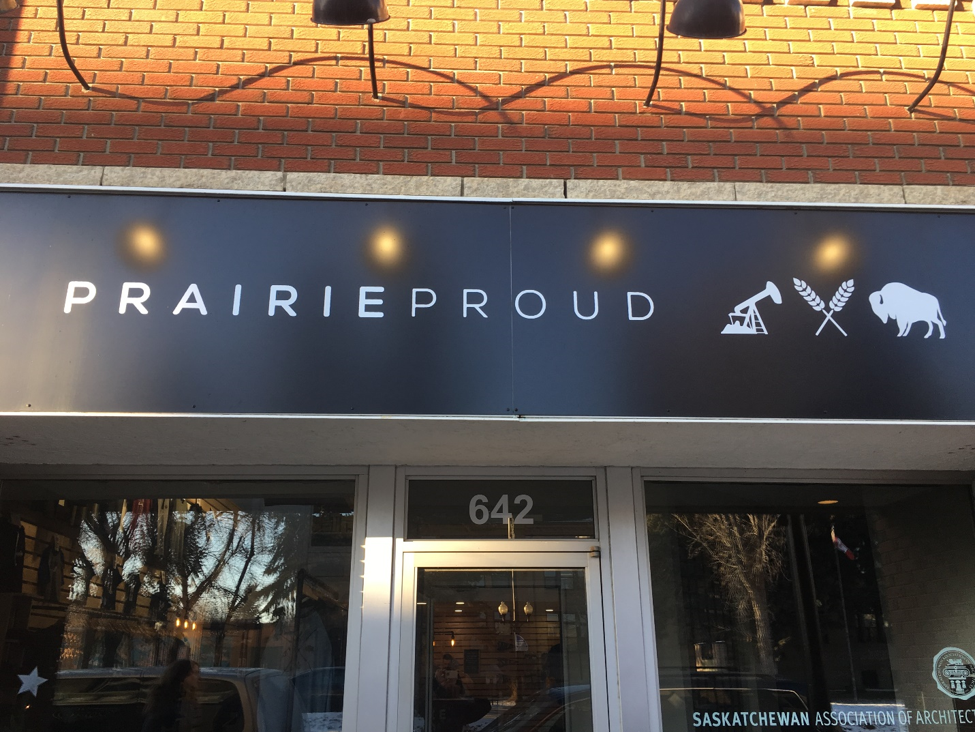 PRAIRIEPROUD
642
SASKATCHEWAN ASSOCIATION OF ARCHITECT